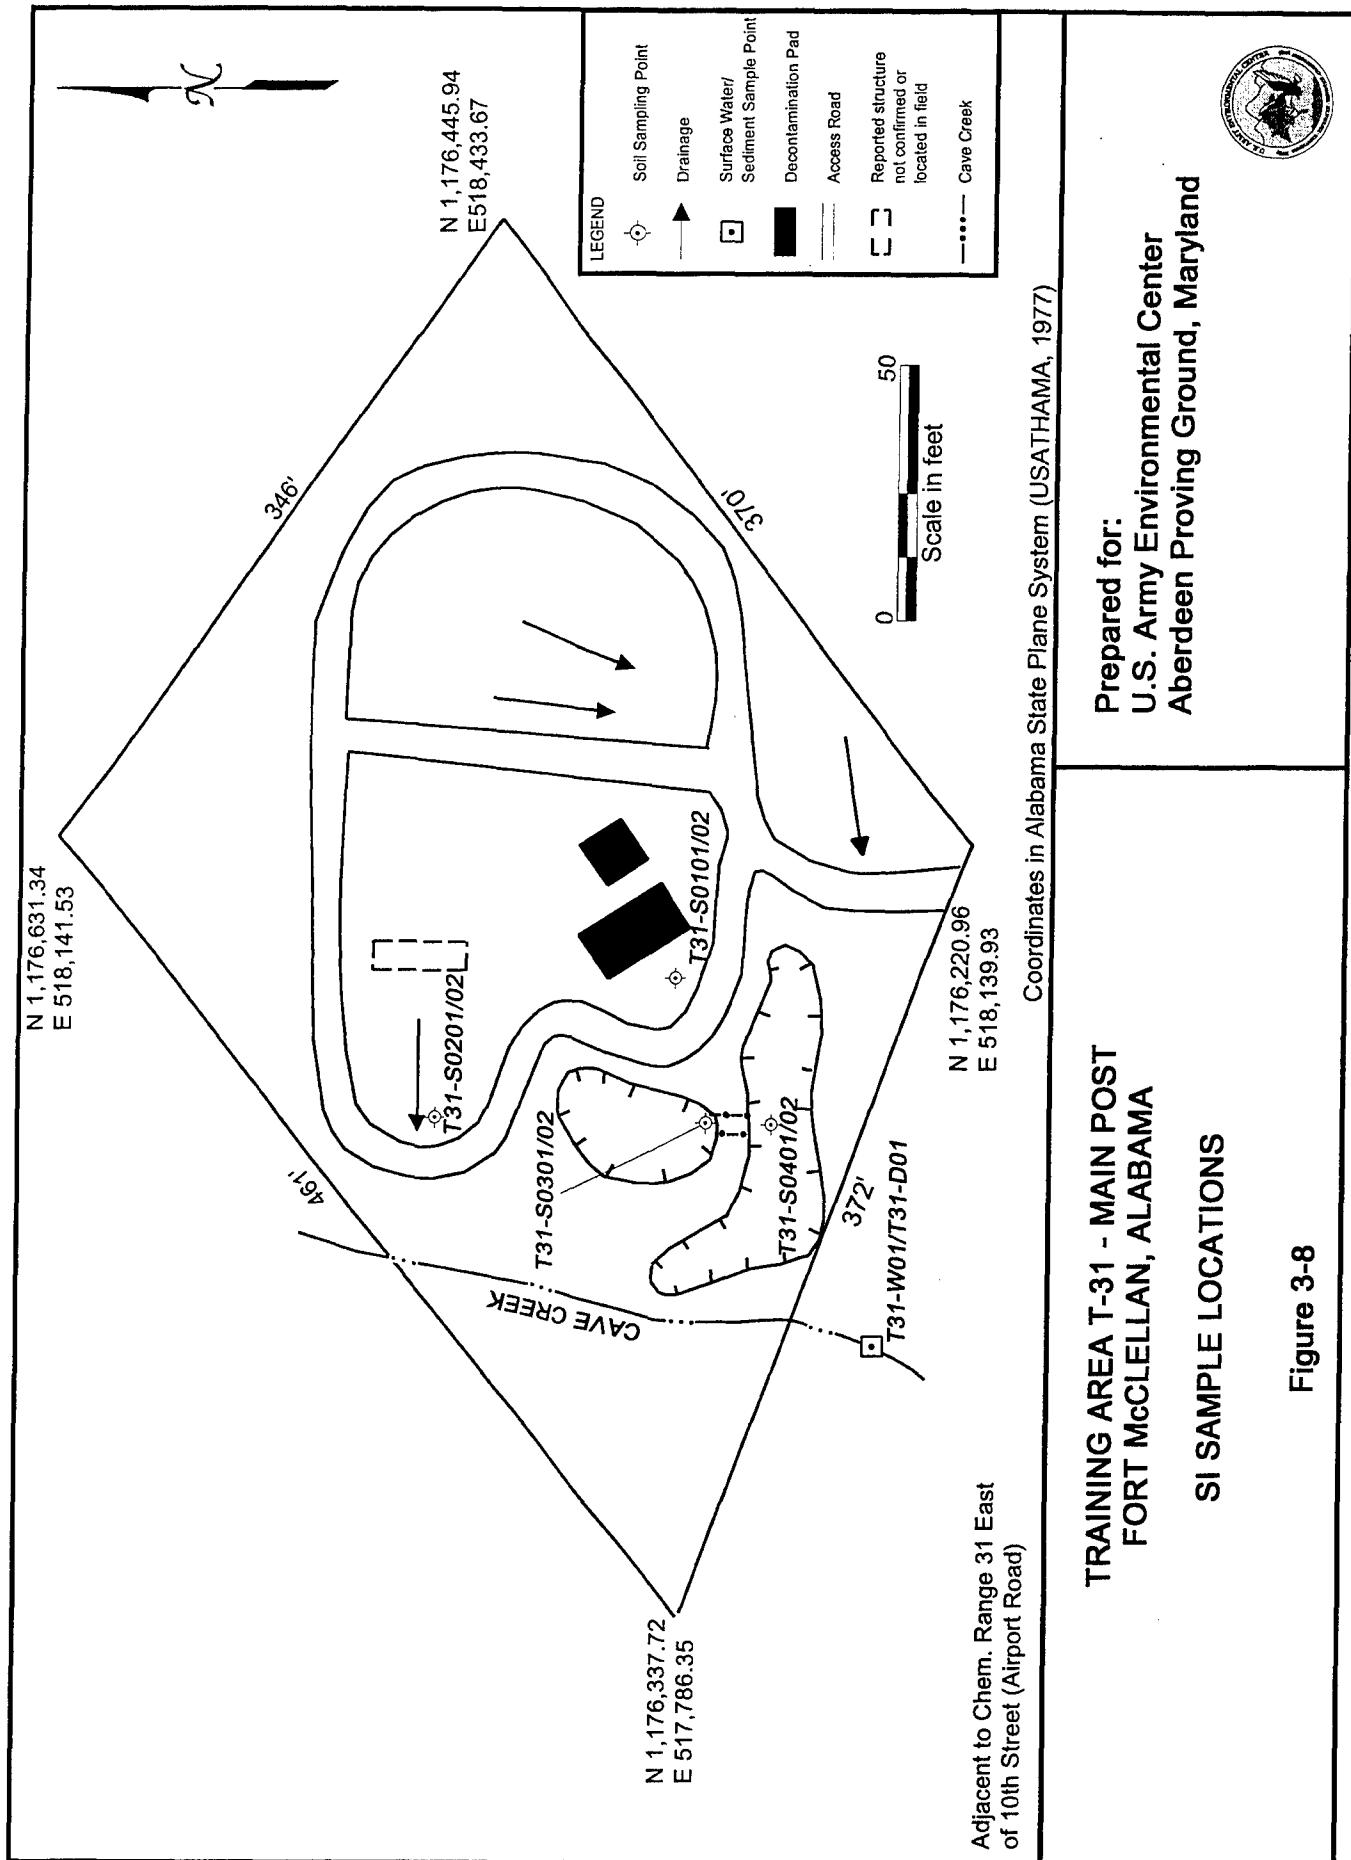 N 1,176,631.34
E 518,141.53
N 1,176,445.94
E518,433.67
N
346'
461'
370'
372'
T31-S0201/02
T31-S0101/02
T31-S0301/02
T31-S0401/02
CAVE CREEK
T31-W01/T31-D01
N 1,176,337.72
E 517,786.35
N 1,176,220.96
E 518,139.93
LEGEND
Soil Sampling Point
Drainage
Surface Water/
Sediment Sample Point
Decontamination Pad
Access Road
Reported structure
not confirmed or
located in field
Cave Creek
0
50
Scale in feet
Adjacent to Chem. Range 31 East
of 10th Street (Airport Road)
Coordinates in Alabama State Plane System (USATHAMA, 1977)
TRAINING AREA T-31 - MAIN POST
FORT McCLELLAN, ALABAMA
SI SAMPLE LOCATIONS
Figure 3-8
Prepared for:
U.S. Army Environmental Center
Aberdeen Proving Ground, Maryland